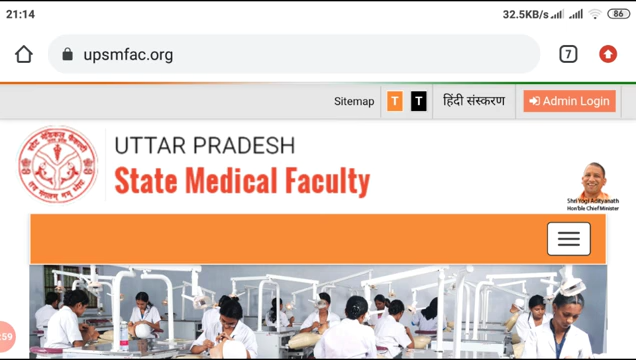 21:14 32.5KB/s 86
upsmfac.org 7
Sitemap T T हिंदी संस्करण Admin Login
UTTAR PRADESH
State Medical Faculty
Shri Yogi Adityanath
Hon'ble Chief Minister
:59